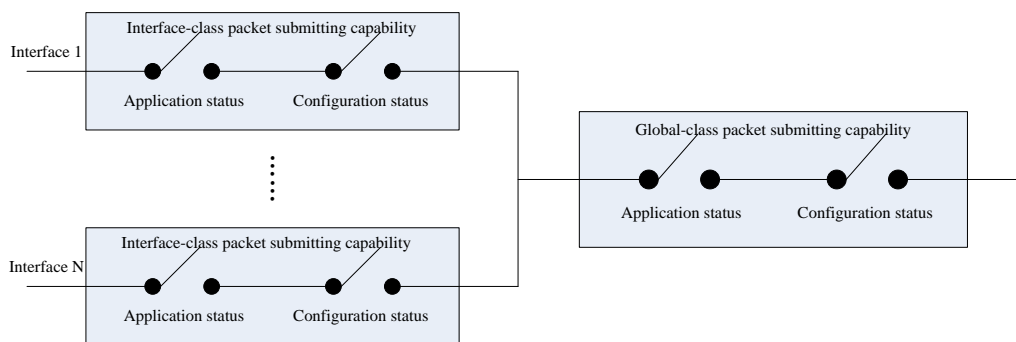 Interface-class packet submitting capability
Interface 1
Application status
Configuration status
Global-class packet submitting capability
Application status
Configuration status
Interface-class packet submitting capability
Interface N
Application status
Configuration status